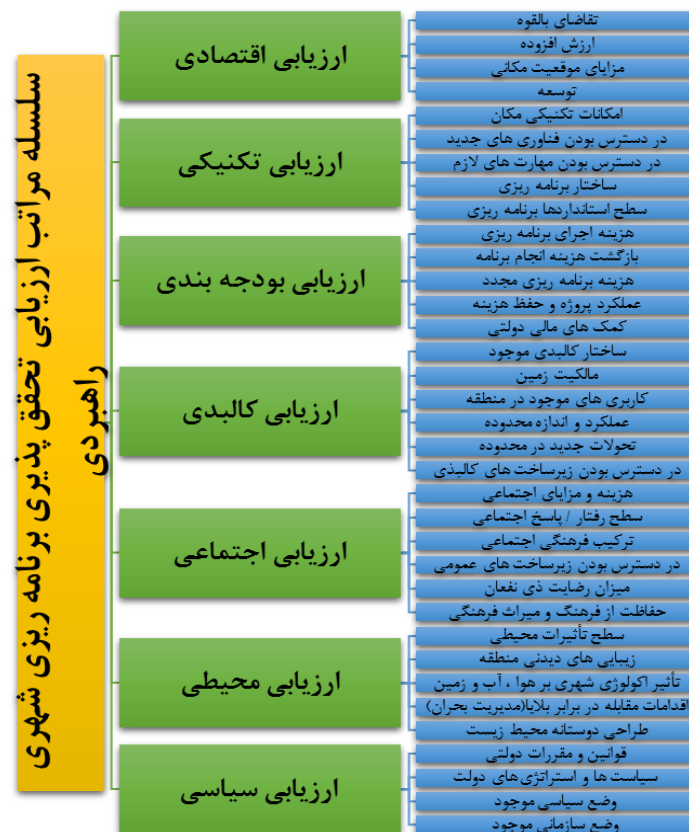 سلسله مراتب ارزیابی تحقق پذیری برنامه ریزی شهری
راهبردی
ارزیابی اقتصادی
تقاضای بالقوه
ارزش افزوده
مزایای موقعیت مکانی
توسعه
ارزیابی تکنیکی
امکانات تکنیکی مکان
در دسترس بودن فناوری های جدید
در دسترس بودن مهارت های لازم
ساختار برنامه ریزی
سطح استانداردها برنامه ریزی
ارزیابی بودجه بندی
هزینه اجرای برنامه ریزی
بازگشت هزینه انجام برنامه
هزینه برنامه ریزی مجدد
عملکرد پروژه و حفظ هزینه
کمک های مالی دولتی
ارزیابی کالبدی
ساختار کالبدی موجود
مالکیت زمین
کاربری های موجود در منطقه
عملکرد و اندازه محدوده
تحولات جدید در محدوده
در دسترس بودن زیرساخت های کالبدی
ارزیابی اجتماعی
هزینه و مزایای اجتماعی
سطح رفتار / پاسخ اجتماعی
ترکیب فرهنگی اجتماعی
در دسترس بودن زیرساخت های عمومی
میزان رضایت ذی نفعان
حفاظت از فرهنگ و میراث فرهنگی
ارزیابی محیطی
سطح تأثیرات محیطی
زیبایی های دیدنی منطقه
تأثیر اکولوژی شهری بر هوا ، آب و زمین
اقدامات مقابله در برابر بلایا(مدیریت بحران)
طراحی دوستانه محیط زیست
ارزیابی سیاسی
قوانین و مقررات دولتی
سیاست ها و استراتژی های دولت
وضع سیاسی موجود
وضع سازمانی موجود